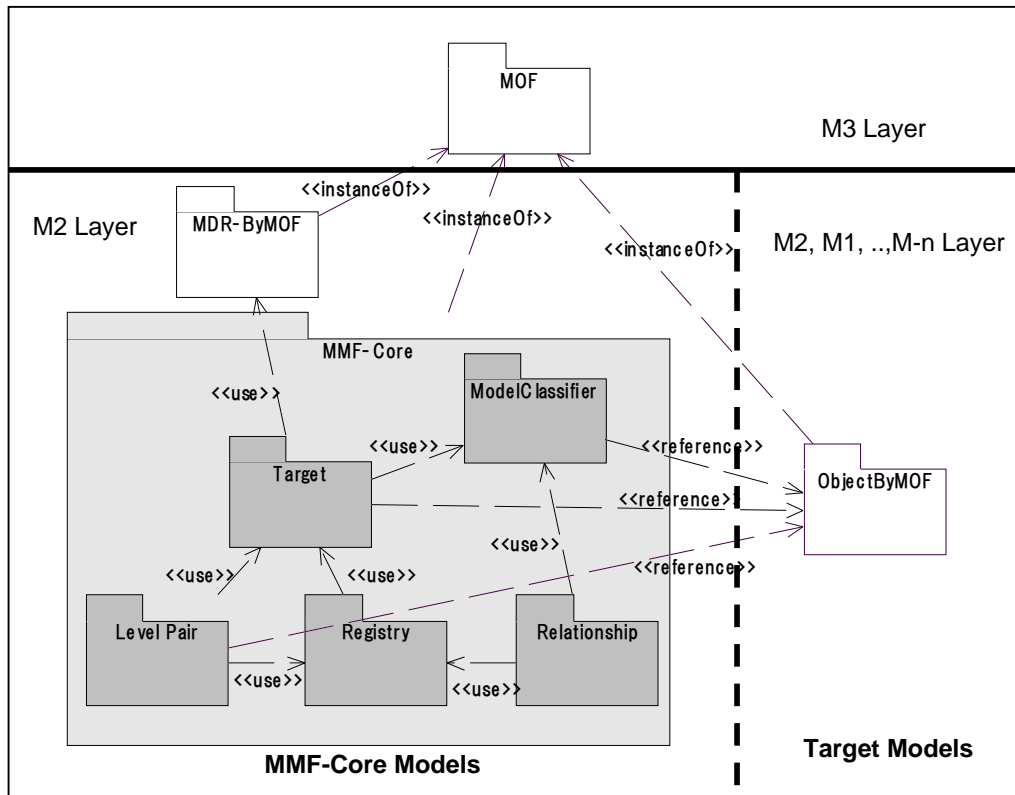 MOF
M3 Layer
<<instanceOf>>
MDR-ByMOF
<<instanceOf>>
M2 Layer
<<instanceOf>>
M2, M1, ..,M-n Layer
MMF-Core
<<use>>
ModelClassifier
<<use>>
<<reference>>
Target
ObjectByMOF
<<reference>>
<<use>>
<<use>>
<<use>>
<<reference>>
Level Pair
Registry
Relationship
<<use>>
<<use>>
MMF-Core Models
Target Models